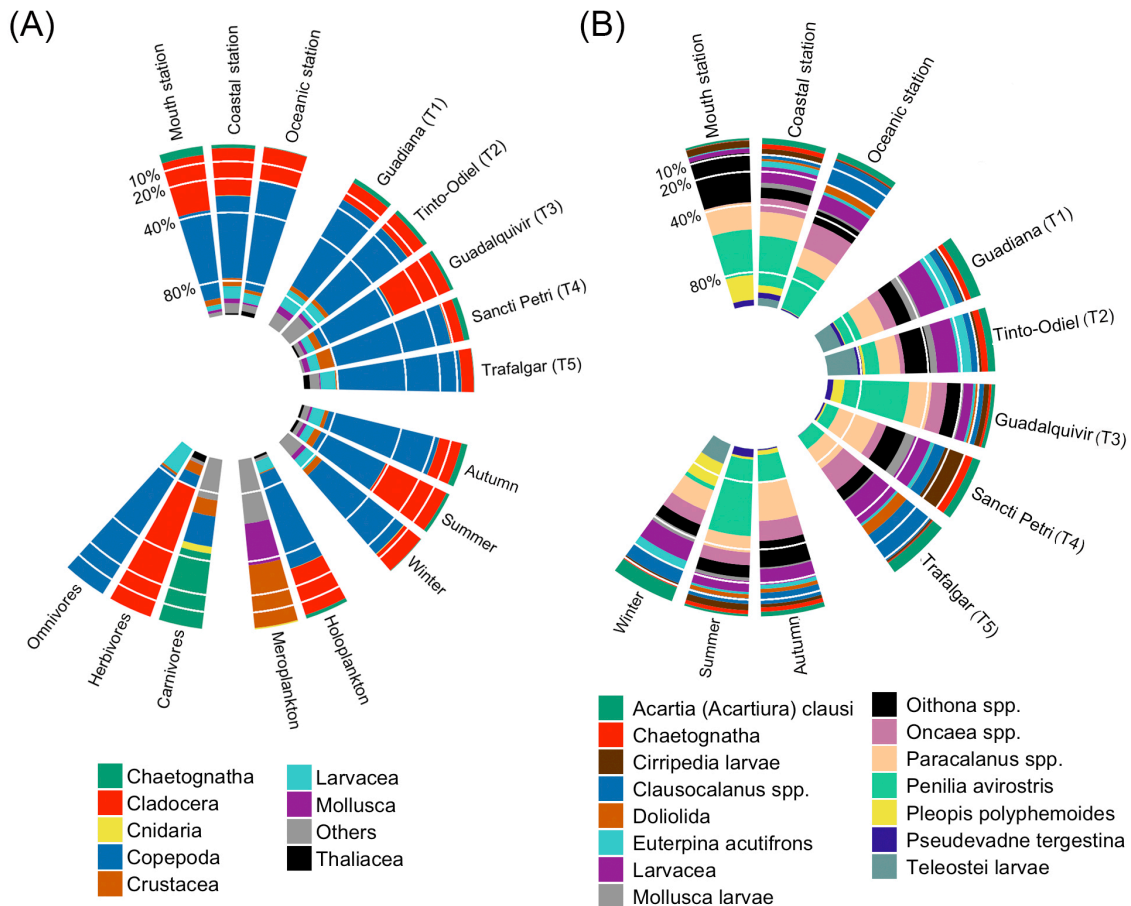 (A)
Mouth station
Coastal station
Oceanic station
Guadiana (T1)
Tinto-Odiel (T2)
Guadalquivir (T3)
Sancti Petri (T4)
Trafalgar (T5)
Autumn
Summer
Winter
Holoplankton
Meroplankton
Carnivores
Herbivores
Omnivores
10%
20%
40%
80%
Chaetognatha
Cladocera
Cnidaria
Copepoda
Crustacea
Larvacea
Mollusca
Others
Thaliacea
(B)
Mouth station
Coastal station
Oceanic station
Guadiana (T1)
Tinto-Odiel (T2)
Guadalquivir (T3)
Sancti Petri (T4)
Trafalgar (T5)
Autumn
Summer
Winter
10%
20%
40%
80%
Acartia (Acartiura) clausi
Chaetognatha
Cirripedia larvae
Clausocalanus spp.
Doliolida
Euterpina acutifrons
Larvacea
Mollusca larvae
Oithona spp.
Oncaea spp.
Paracalanus spp.
Penilia avirostris
Pleopis polyphemoides
Pseudevadne tergestina
Teleostei larvae